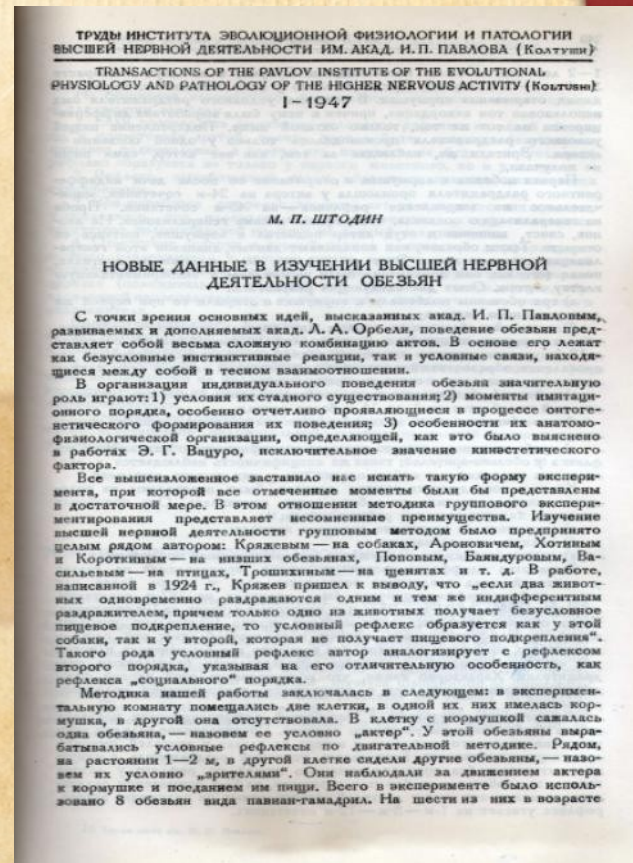 ТРУДЫ ИНСТИТУТА ЭВОЛЮЦИОННОЙ ФИЗИОЛОГИИ И ПАТОЛОГИИ
ВЫСШЕЙ НЕРВНОЙ ДЕЯТЕЛЬНОСТИ ИМ. АКАД. И. П. ПАВЛОВА (Колтуши)
TRANSACTIONS OF THE PAVLOV INSTITUTE OF THE EVOLUTIONAL
PHYSIOLOGY AND PATHOLOGY OF THE HIGHER NERVOUS ACTIVITY (Koltushi)
I-1947
М. П. ШТОДИН
НОВЫЕ ДАННЫЕ В ИЗУЧЕНИИ ВЫСШЕЙ НЕРВНОЙ
ДЕЯТЕЛЬНОСТИ ОБЕЗЬЯН
С точки зрения основных идей, высказанных акад. И. П. Павловым,
развиваемых и дополняемых акад. Л. А. Орбели, поведение обезьян пред-
ставляет собой весьма сложную комбинацию актов. В основе его лежат
как безусловные инстинктивные реакции, так и условные связи, находя-
щиеся между собой в тесном взаимоотношении.
В организации индивидуального поведения обезьян значительную
роль играют: 1) условия их стадного существования; 2) моменты имитаци-
онного порядка, особенно отчетливо проявляющиеся в процессе онтоге-
нетического формирования их поведения; 3) особенности их анатомо-
физиологической организации, определяющей, как это было выяснено
в работах Э. Г. Вацуро, исключительное значение кинэстетического
фактора.
Все вышеизложенное заставило нас искать такую форму экспери-
мента, при которой все отмеченные моменты были бы представлены
в достаточной мере. В этом отношении методика группового экспери-
ментирования представляет несомненные преимущества. Изучение
высшей нервной деятельности групповым методом было предпринято
целым рядом автором: Кряжевым — на собаках, Ароновичем, Хотиным
и Короткиным — на низших обезьянах, Поповым, Баяндуровым, Ва-
сильевым — на птицах, Трошихиным — на щенятах и т. д. В работе,
написанной в 1924 г., Кряжев пришел к выводу, что „если два живот-
ных одновременно раздражаются одним и тем же индифферентным
раздражителем, причем только одно из животных получает безусловное
пищевое подкрепление, то условный рефлекс образуется как у этой
собаки, так и у второй, которая не получает пищевого подкрепления“.
Такого рода условный рефлекс автор аналогизирует с рефлексом
второго порядка, указывая на его отличительную особенность, как
рефлекса „социального“ порядка.
Методика нашей работы заключалась в следующем: в эксперимен-
тальную комнату помещались две клетки, в одной их них имелась кор-
мушка, в другой она отсутствовала. В клетку с кормушкой сажалась
одна обезьяна, — назовем ее условно „актер“. У этой обезьяны выра-
батывались условные рефлексы по двигательной методике. Рядом,
на растоянии 1—2 м, в другой клетке сидели другие обезьяны, — назо-
вем их условно „зрителями“. Они наблюдали за движением актера
к кормушке и поеданием им пищи. Всего в эксперименте было исполь-
зовано 8 обезьян вида павиан-гамадрил. На шести из них в возрасте